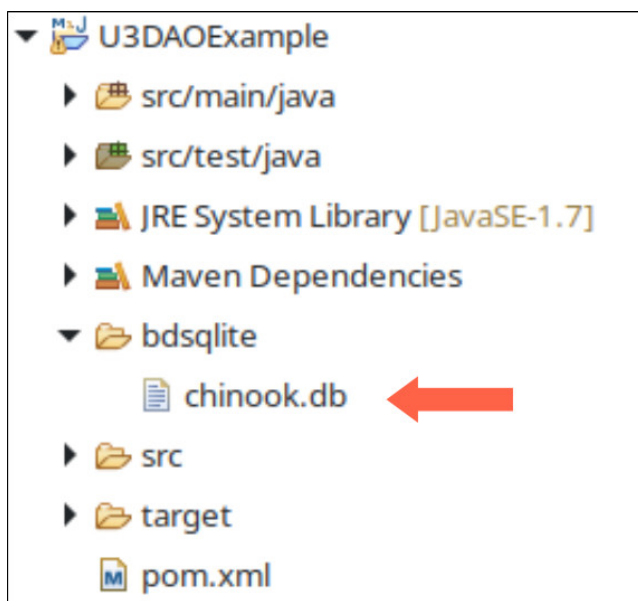 U3DAOExample
src/main/java
src/test/java
JRE System Library [JavaSE-1.7]
Maven Dependencies
bdsqlite
chinook.db
src
target
pom.xml